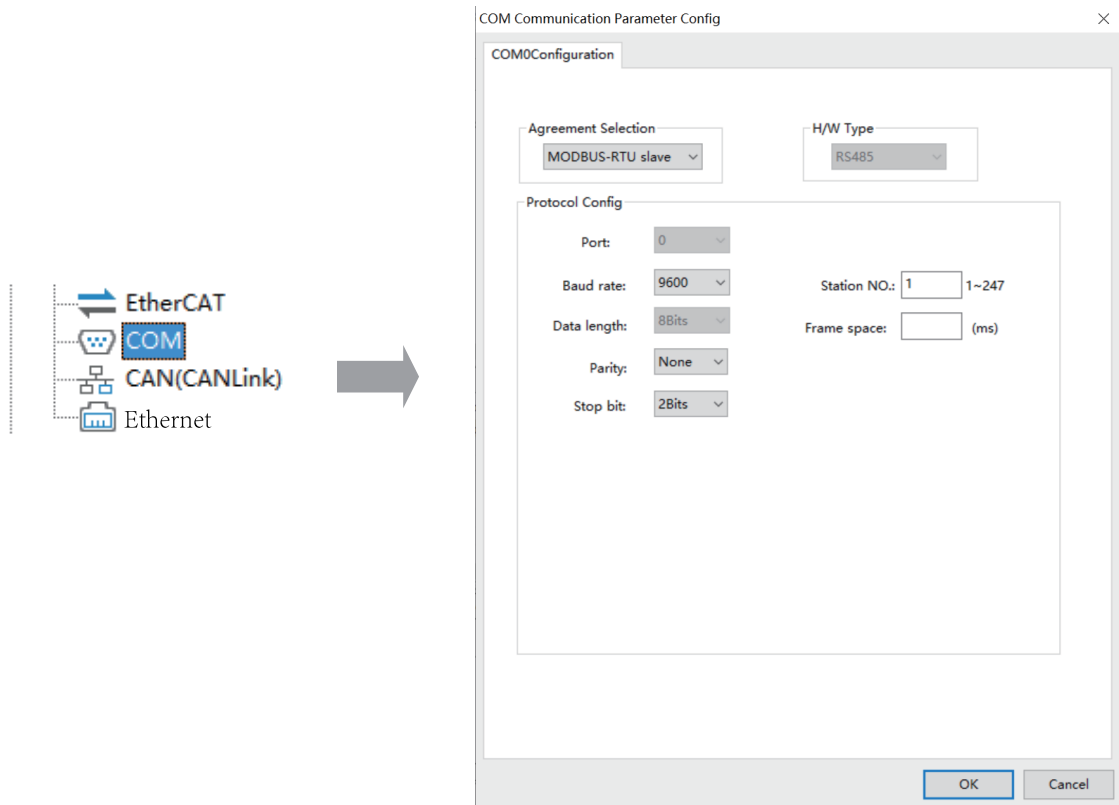 EtherCAT
COM
CAN(CANLink)
Ethernet
COM Communication Parameter Config
COM0Configuration
Agreement Selection
MODBUS-RTU slave
H/W Type
RS485
Protocol Config
Port: 0
Baud rate: 9600
Station NO.: 1 1~247
Data length: 8Bits
Frame space: (ms)
Parity: None
Stop bit: 2Bits
OK Cancel